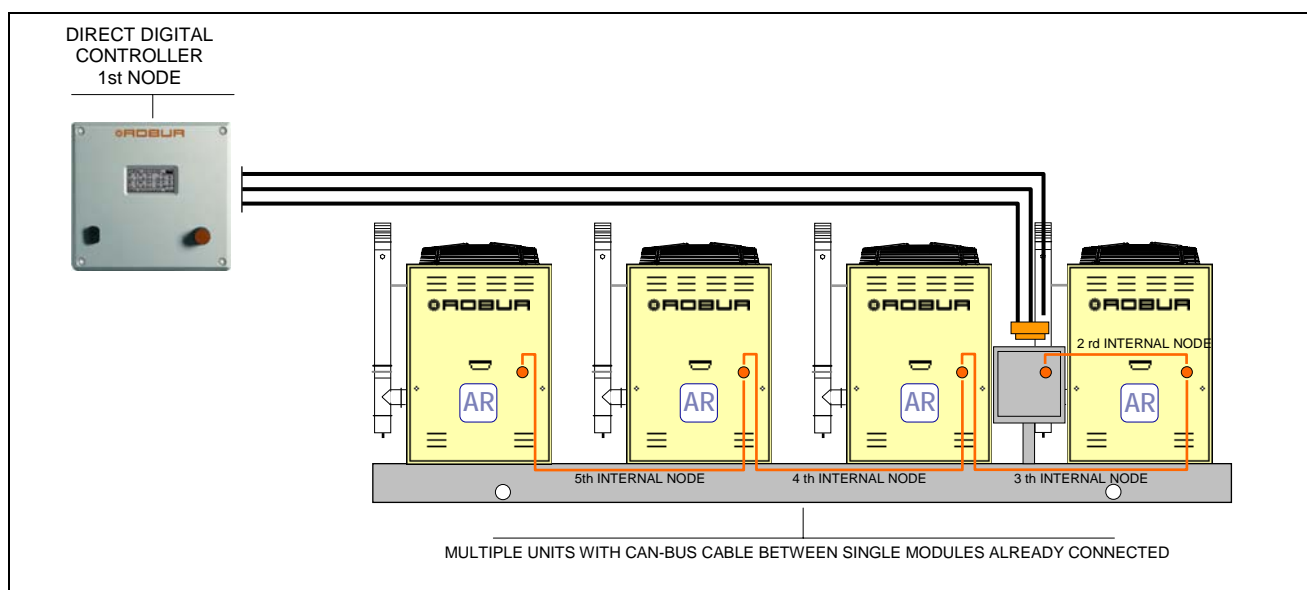 DIRECT DIGITAL
CONTROLLER
1st NODE
ROBUR
ROBUR
ROBUR
ROBUR
ROBUR
2 rd INTERNAL NODE
AR
AR
AR
AR
5th INTERNAL NODE
4 th INTERNAL NODE
3 th INTERNAL NODE
MULTIPLE UNITS WITH CAN-BUS CABLE BETWEEN SINGLE MODULES ALREADY CONNECTED